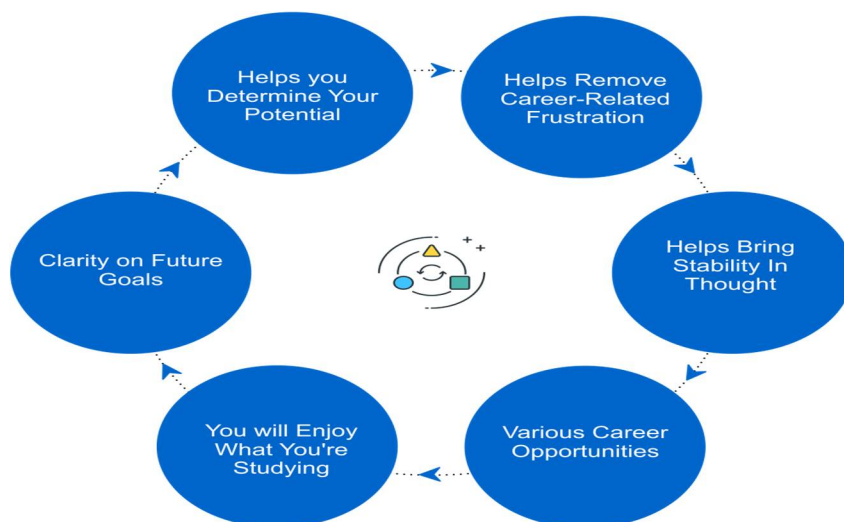 Helps you
Determine Your
Potential
Helps Remove
Career-Related
Frustration
Helps Bring
Stability In
Thought
Various Career
Opportunities
You will Enjoy
What You're
Studying
Clarity on Future
Goals